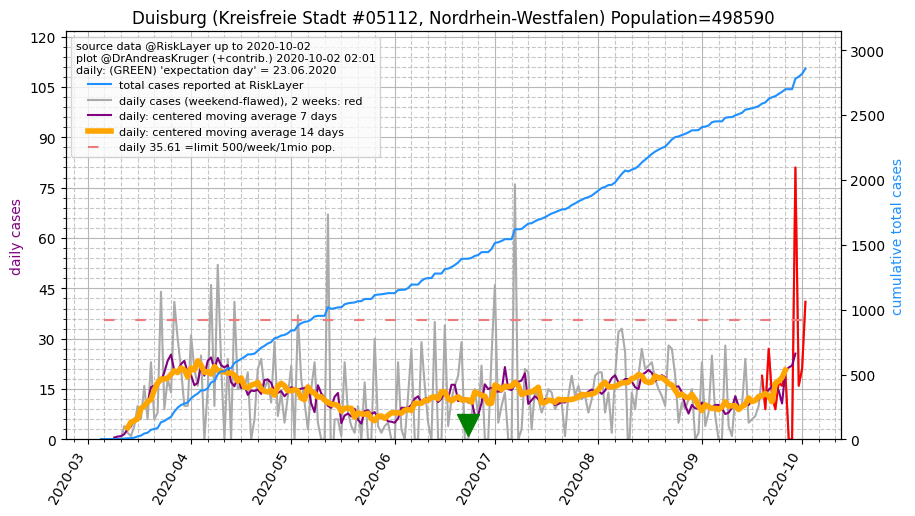 Duisburg (Kreisfreie Stadt #05112, Nordrhein-Westfalen) Population=498590
source data @RiskLayer up to 2020-10-02
plot @DrAndreasKruger (+contrib.) 2020-10-02 02:01
daily: (GREEN) 'expectation day' = 23.06.2020
total cases reported at RiskLayer
daily cases (weekend-flawed), 2 weeks: red
daily: centered moving average 7 days
daily: centered moving average 14 days
daily 35.61 =limit 500/week/1mio pop.
daily cases
120
105
90
75
60
45
30
15
0
cumulative total cases
3000
2500
2000
1500
1000
500
0
2020-03
2020-04
2020-05
2020-06
2020-07
2020-08
2020-09
2020-10